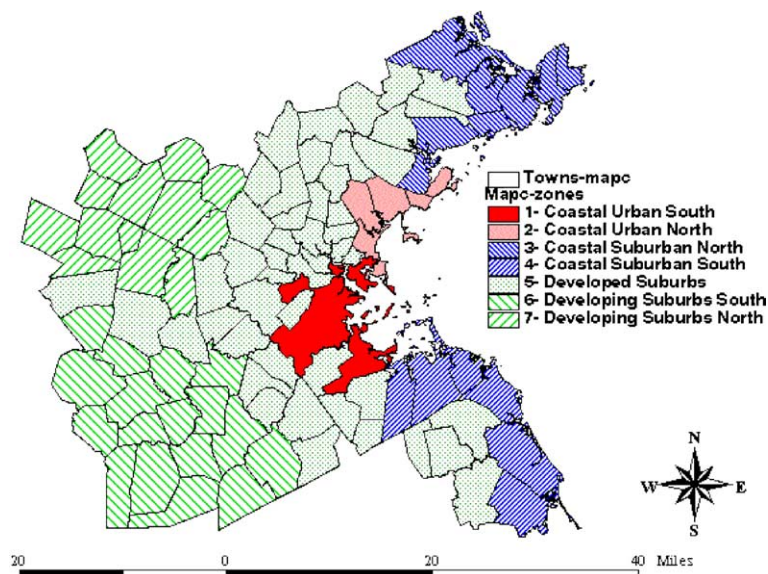 Towns-mapc
Mapc-zones
1- Coastal Urban South
2- Coastal Urban North
3- Coastal Suburban North
4- Coastal Suburban South
5- Developed Suburbs
6- Developing Suburbs South
7- Developing Suburbs North
N
W E
S
20 0 20 40 Miles